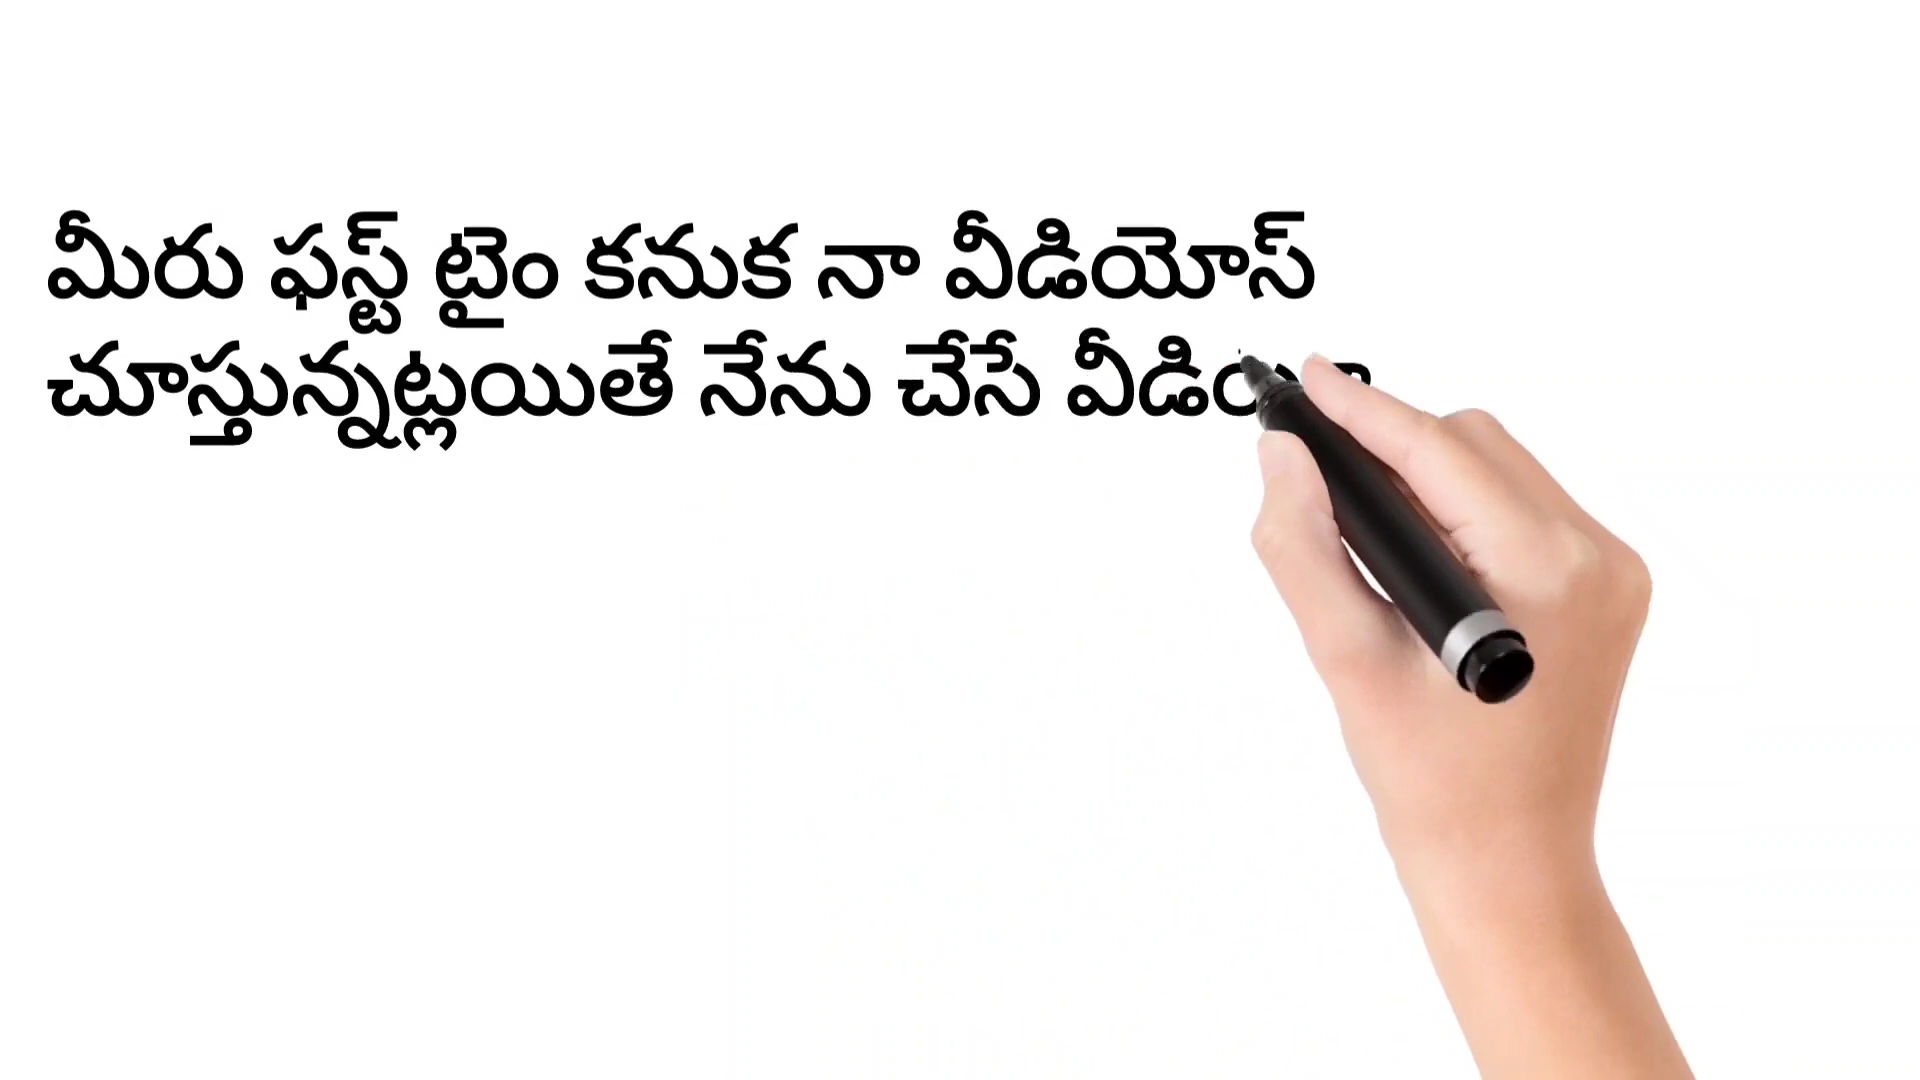 మీరు ఫస్ట్ టైం కనుక నా వీడియోస్
చూస్తున్నట్లయితే నేను చేసే